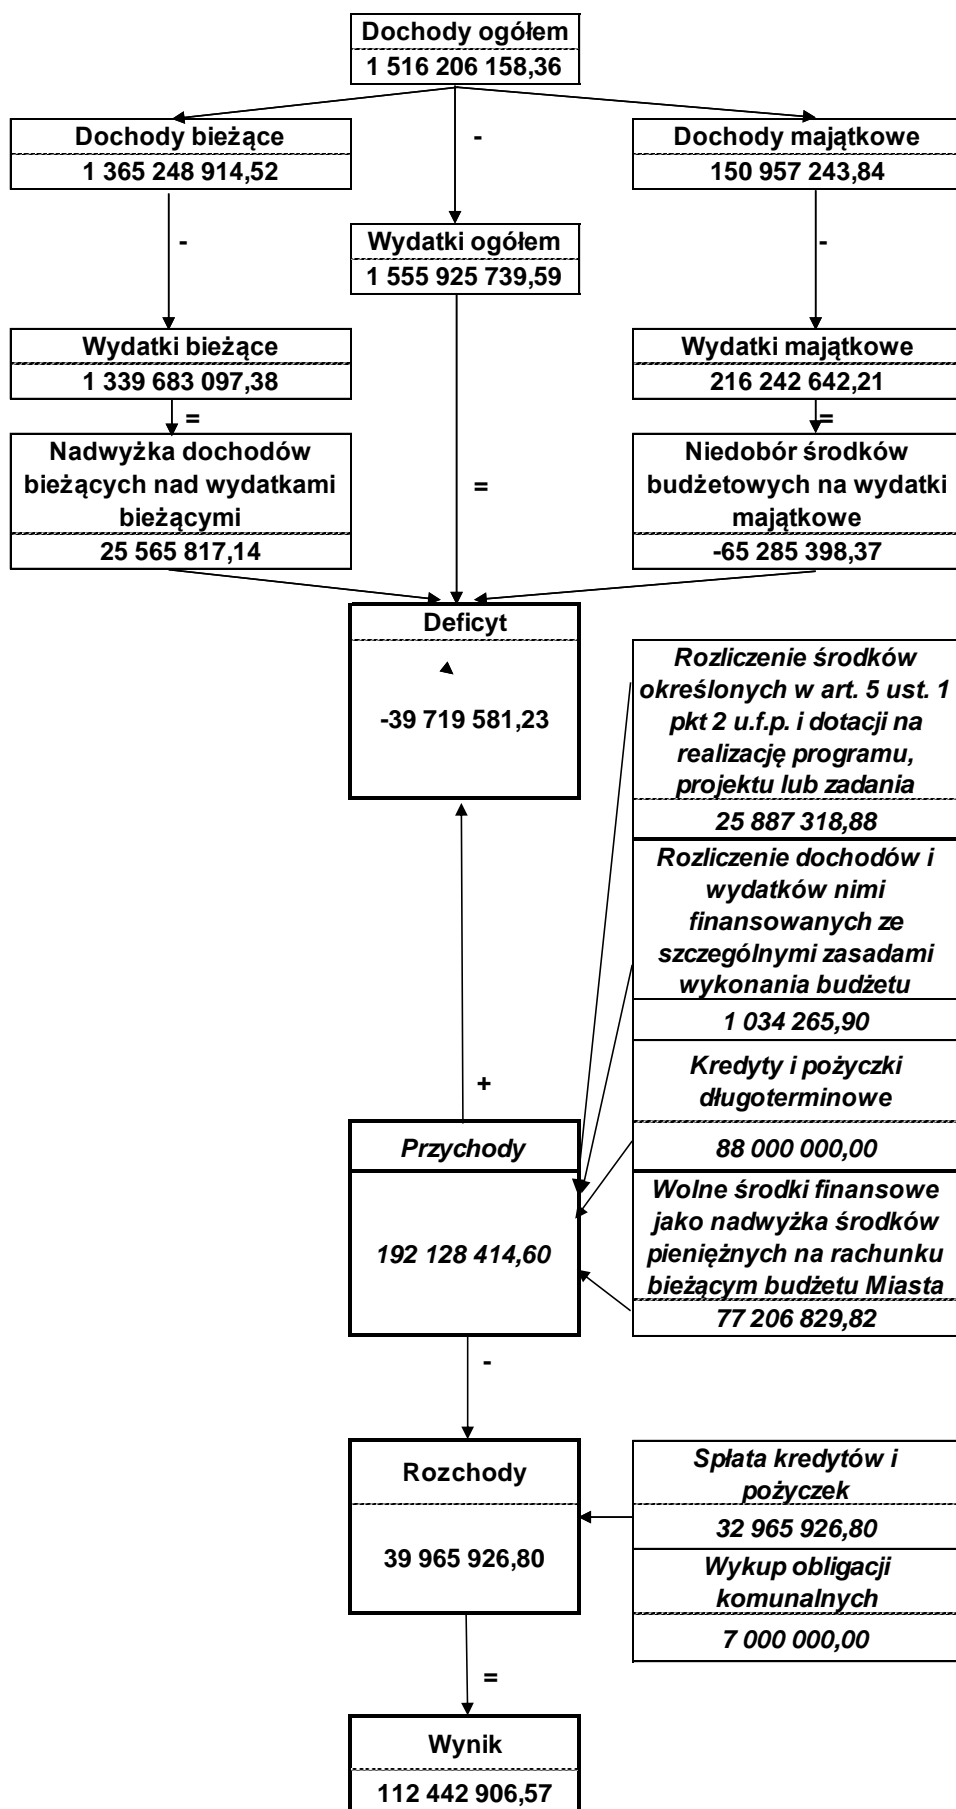 Dochody ogółem
1 516 206 158,36
Dochody bieżące
1 365 248 914,52
-
Dochody majątkowe
150 957 243,84
-
Wydatki ogółem
1 555 925 739,59
-
Wydatki bieżące
1 339 683 097,38
Wydatki majątkowe
216 242 642,21
=
=
Nadwyżka dochodów
bieżących nad wydatkami
bieżącymi
25 565 817,14
=
Niedobór środków
budżetowych na wydatki
majątkowe
-65 285 398,37
Deficyt
-39 719 581,23
Rozliczenie środków
określonych w art. 5 ust. 1
pkt 2 u.f.p. i dotacji na
realizację programu,
projektu lub zadania
25 887 318,88
Rozliczenie dochodów i
wydatków nimi
finansowanych ze
szczególnymi zasadami
wykonania budżetu
1 034 265,90
Kredyty i pożyczki
długoterminowe
88 000 000,00
Wolne środki finansowe
jako nadwyżka środków
pieniężnych na rachunku
bieżącym budżetu Miasta
77 206 829,82
+
Przychody
192 128 414,60
-
Rozchody
39 965 926,80
Spłata kredytów i
pożyczek
32 965 926,80
Wykup obligacji
komunalnych
7 000 000,00
=
Wynik
112 442 906,57